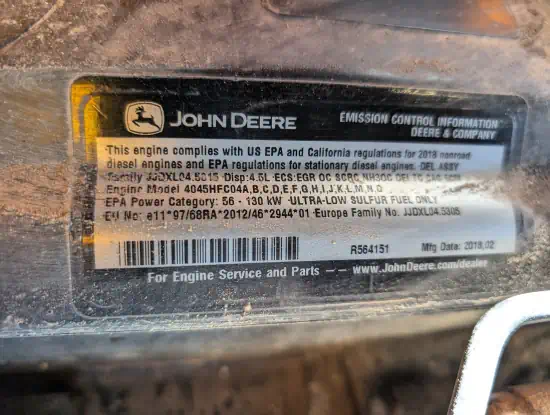 JOHN DEERE
EMISSION CONTROL INFORMATION
DEERE & COMPANY
This engine complies with US EPA and California regulations for 2018 nonroad
diesel engines and EPA regulations for stationary diesel engines.
Family JJDXL04.5315 Disp:4.5L ECS:EGR OC SCRC NH3OC
Engine Model 4045HFC04A,B,C,D,E,F,G,H,I,J,K,L,M,N,O
EPA Power Category: 56 - 130 kW ULTRA-LOW SULFUR FUEL ONLY
EU No: e11*97/68RA*2012/46*2944*01 Europe Family No: JJDXL04.5305
R564151 Mfg Date: 2018.02
For Engine Service and Parts www.JohnDeere.com/dealer